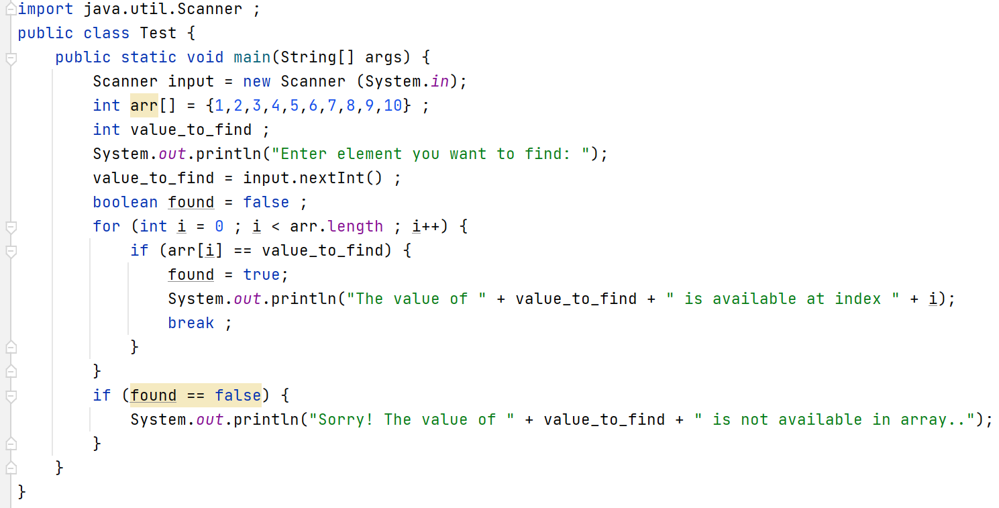 import java.util.Scanner ;
public class Test {
    public static void main(String[] args) {
        Scanner input = new Scanner (System.in);
        int arr[] = {1,2,3,4,5,6,7,8,9,10} ;
        int value_to_find ;
        System.out.println("Enter element you want to find: ");
        value_to_find = input.nextInt() ;
        boolean found = false ;
        for (int i = 0 ; i < arr.length ; i++) {
            if (arr[i] == value_to_find) {
                found = true;
                System.out.println("The value of " + value_to_find + " is available at index " + i);
                break ;
            }
        }
        if (found == false) {
            System.out.println("Sorry! The value of " + value_to_find + " is not available in array..");
        }
    }
}